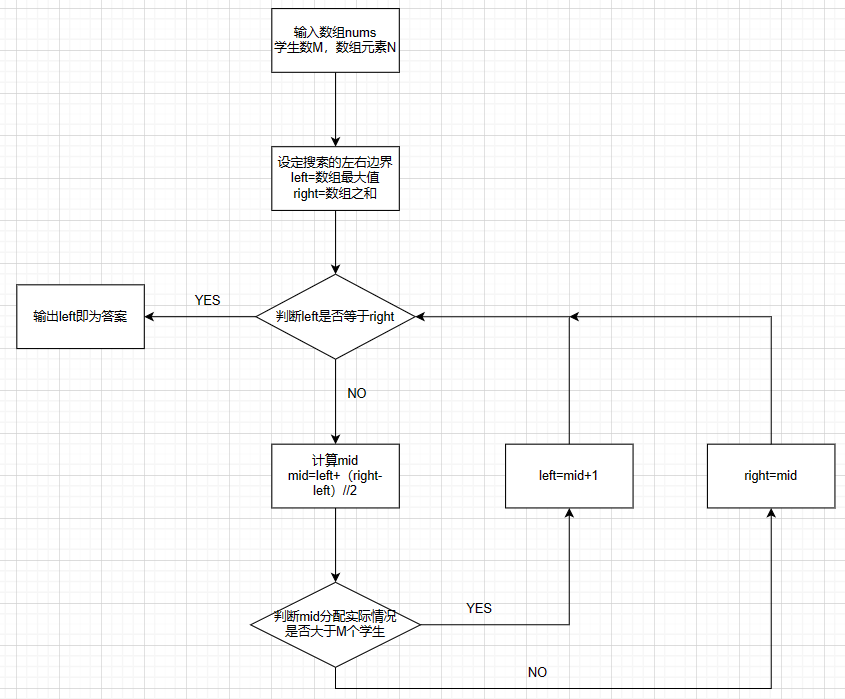 输入数组nums
学生数M，数组元素N
设定搜索的左右边界
left=数组最大值
right=数组之和
YES
输出left即为答案
判断left是否等于right
NO
计算mid
mid=left+（right-
left）//2
left=mid+1
right=mid
判断mid分配实际情况
是否大于M个学生
YES
NO